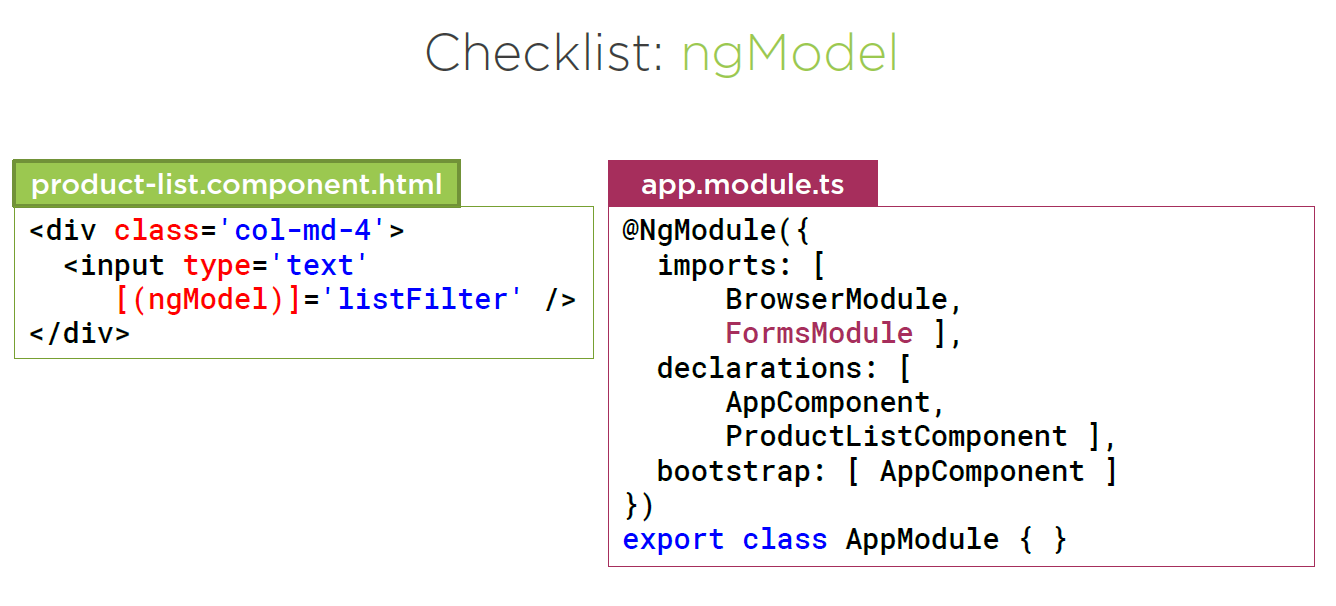 Checklist: ngModel
product-list.component.html
<div class='col-md-4'>
  <input type='text'
     [(ngModel)]='listFilter' />
</div>
app.module.ts
@NgModule({
  imports: [
      BrowserModule,
      FormsModule ],
  declarations: [
      AppComponent,
      ProductListComponent ],
  bootstrap: [ AppComponent ]
})
export class AppModule { }